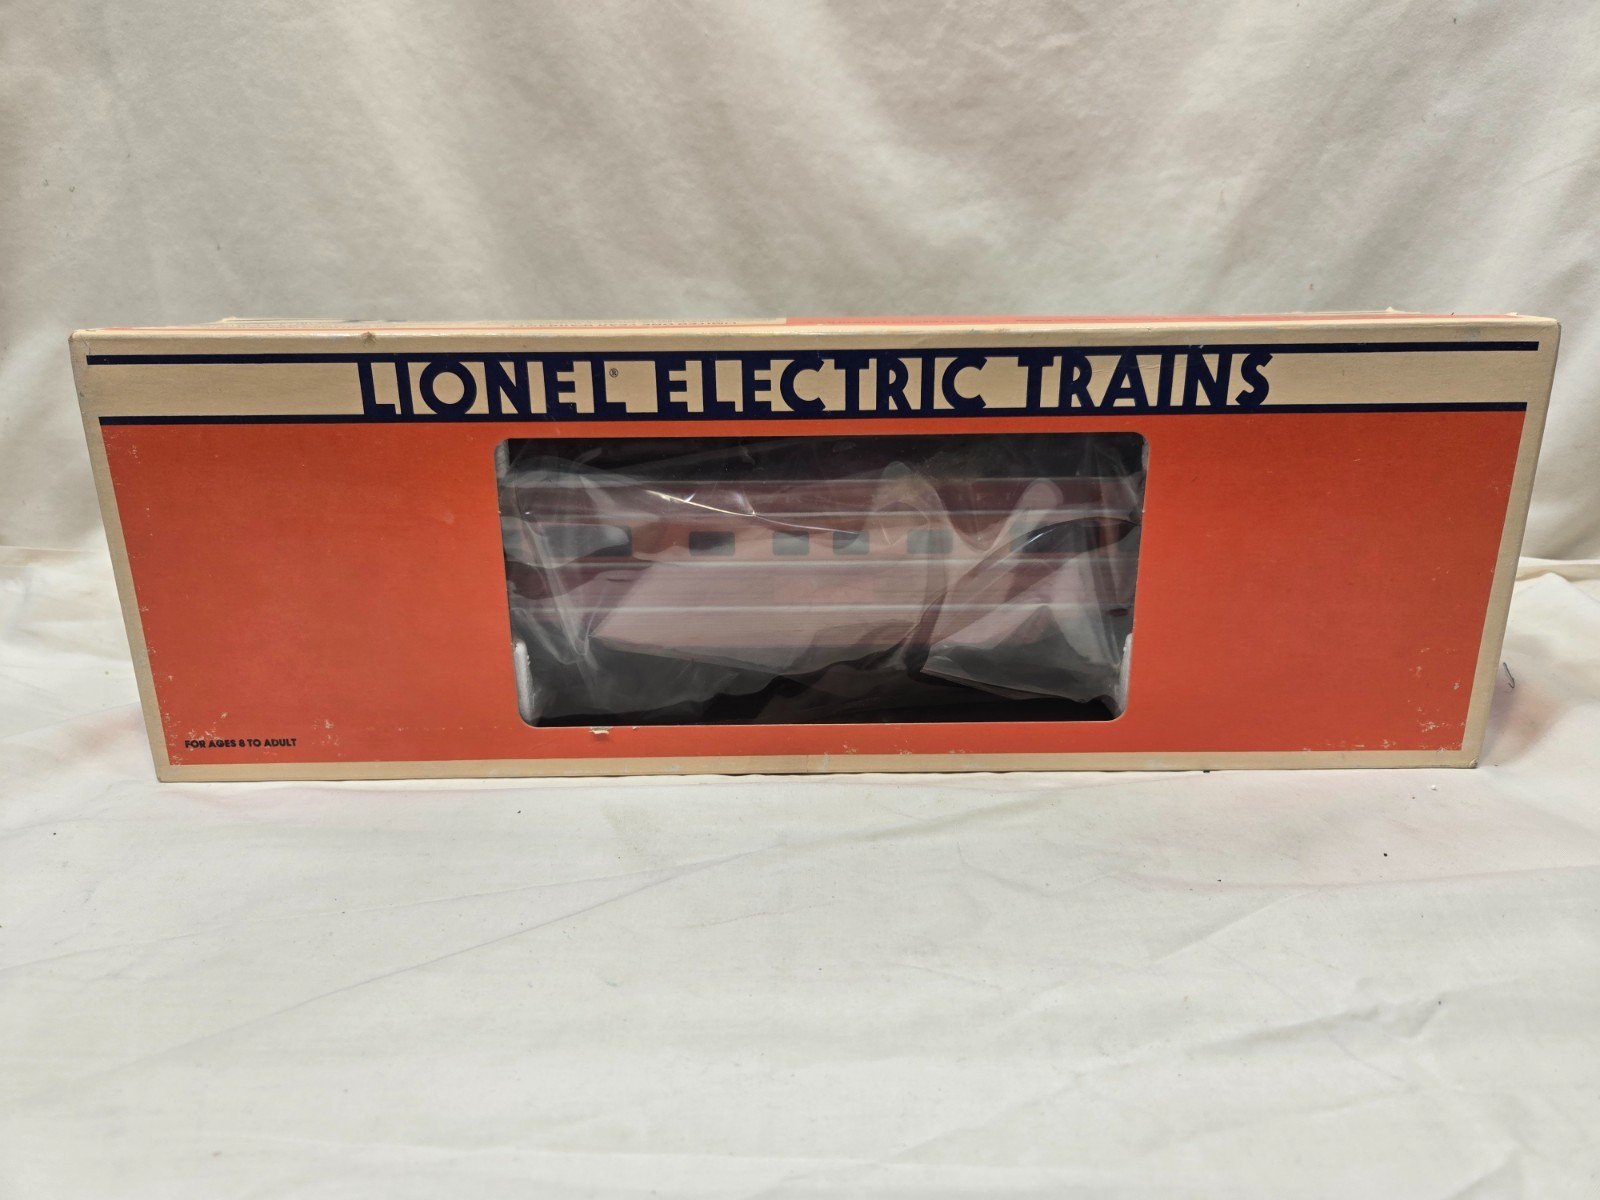 LIONEL® ELECTRIC TRAINS
FOR AGES 8 TO ADULT